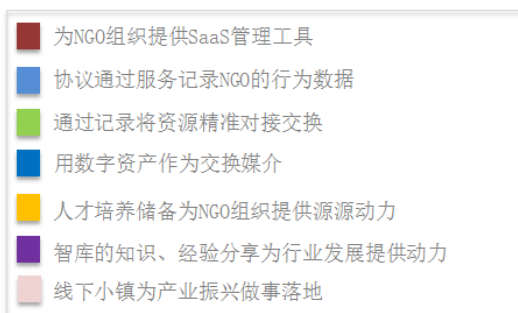 为NGO组织提供SaaS管理工具
协议通过服务记录NGO的行为数据
通过记录将资源精准对接交换
用数字资产作为交换媒介
人才培养储备为NGO组织提供源源动力
智库的知识、经验分享为行业发展提供动力
线下小镇为产业振兴做事落地